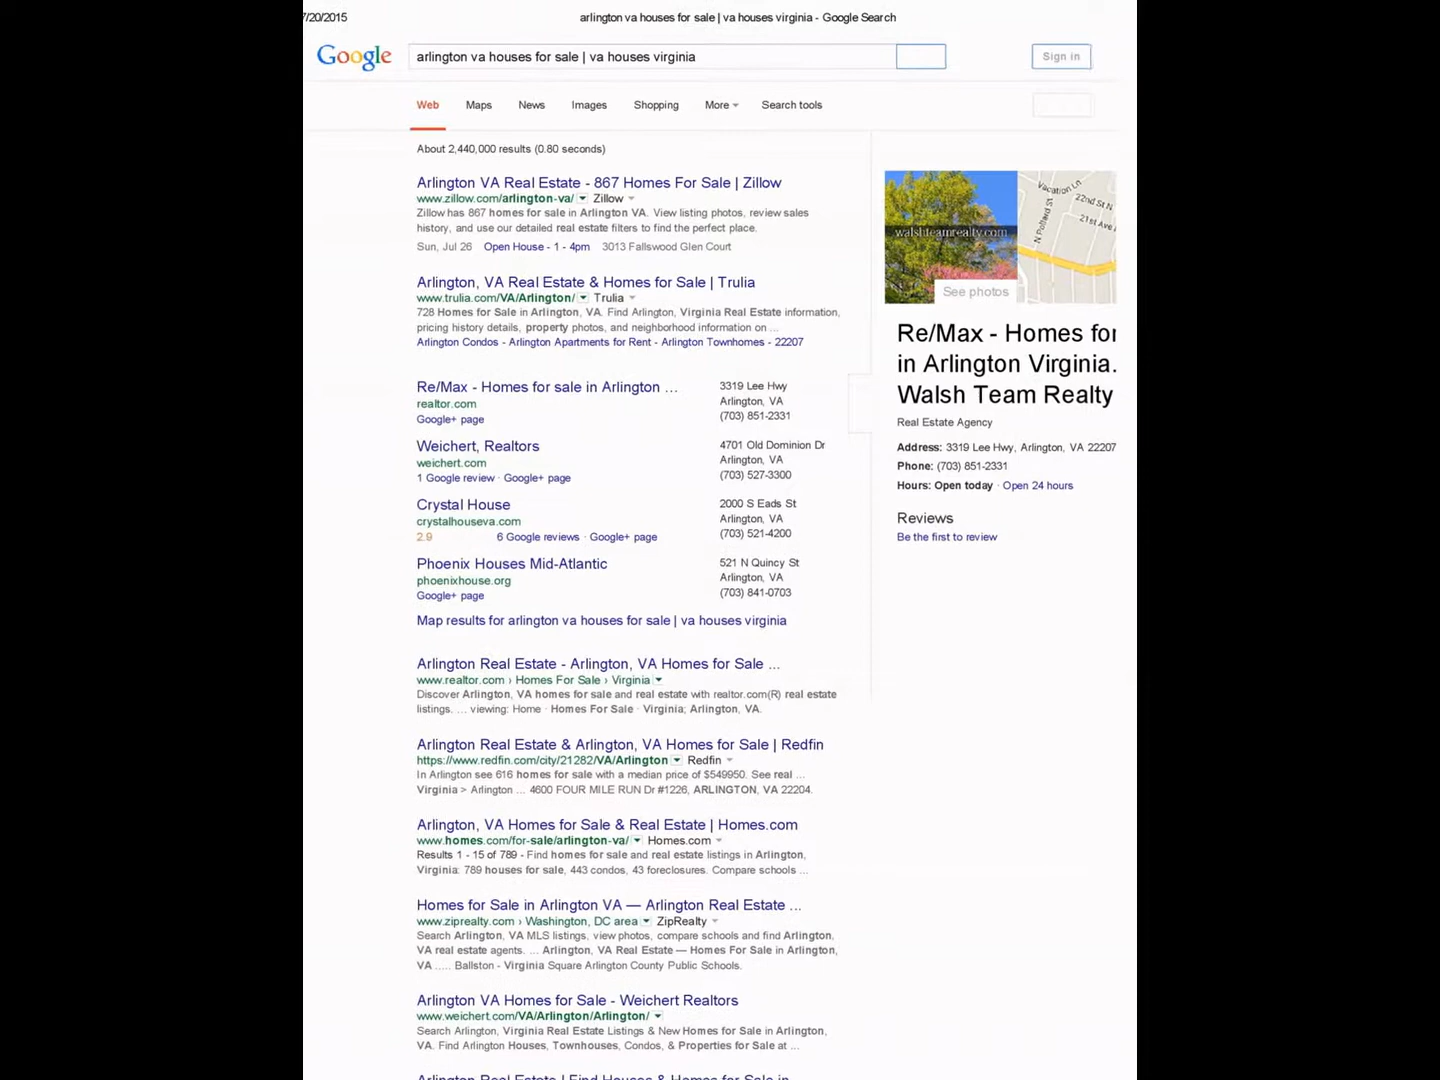 7/20/2015
arlington va houses for sale | va houses virginia - Google Search
Google
arlington va houses for sale | va houses virginia
Sign in
Web Maps News Images Shopping More Search tools
About 2,440,000 results (0.80 seconds)
Arlington VA Real Estate - 867 Homes For Sale | Zillow
www.zillow.com/arlington-va/ Zillow
Zillow has 867 homes for sale in Arlington VA. View listing photos, review sales
history, and use our detailed real estate filters to find the perfect place.
Sun, Jul 26 Open House - 1 - 4pm 3013 Fallswood Glen Court
Arlington, VA Real Estate & Homes for Sale | Trulia
www.trulia.com/VA/Arlington/ Trulia
728 Homes for Sale in Arlington, VA. Find Arlington, Virginia Real Estate information,
pricing history details, property photos, and neighborhood information on ...
Arlington Condos - Arlington Apartments for Rent - Arlington Townhomes - 22207
Re/Max - Homes for sale in Arlington ...
realtor.com
Google+ page
3319 Lee Hwy
Arlington, VA
(703) 851-2331
Weichert, Realtors
weichert.com
1 Google review · Google+ page
4701 Old Dominion Dr
Arlington, VA
(703) 527-3300
Crystal House
crystalhouseva.com
2.9 6 Google reviews · Google+ page
2000 S Eads St
Arlington, VA
(703) 521-4200
Phoenix Houses Mid-Atlantic
phoenixhouse.org
Google+ page
521 N Quincy St
Arlington, VA
(703) 841-0703
Map results for arlington va houses for sale | va houses virginia
Arlington Real Estate - Arlington, VA Homes for Sale ...
www.realtor.com › Homes For Sale › Virginia
Discover Arlington, VA homes for sale and real estate with realtor.com(R) real estate
listings. ... viewing: Home · Homes For Sale · Virginia; Arlington, VA.
Arlington Real Estate & Arlington, VA Homes for Sale | Redfin
https://www.redfin.com/city/21282/VA/Arlington Redfin
In Arlington see 616 homes for sale with a median price of $549950. See real ...
Virginia > Arlington ... 4600 FOUR MILE RUN Dr #1226, ARLINGTON, VA 22204.
Arlington, VA Homes for Sale & Real Estate | Homes.com
www.homes.com/for-sale/arlington-va/ Homes.com
Results 1 - 15 of 789 - Find homes for sale and real estate listings in Arlington,
Virginia: 789 houses for sale, 443 condos, 43 foreclosures. Compare schools ...
Homes for Sale in Arlington VA — Arlington Real Estate ...
www.ziprealty.com › Washington, DC area ZipRealty
Search Arlington, VA MLS listings, view photos, compare schools and find Arlington,
VA real estate agents. ... Arlington, VA Real Estate — Homes For Sale in Arlington,
VA ..... Ballston - Virginia Square Arlington County Public Schools.
Arlington VA Homes for Sale - Weichert Realtors
www.weichert.com/VA/Arlington/Arlington/
Search Arlington, Virginia Real Estate Listings & New Homes for Sale in Arlington,
VA. Find Arlington Houses, Townhouses, Condos, & Properties for Sale at ...
Arlington Real Estate | Find Houses & Homes for Sale in
walshteamrealty.com
See photos
Vacation Ln
22nd St N
N Pollard St
21st Ave
Re/Max - Homes for
in Arlington Virginia.
Walsh Team Realty
Real Estate Agency
Address: 3319 Lee Hwy, Arlington, VA 22207
Phone: (703) 851-2331
Hours: Open today · Open 24 hours
Reviews
Be the first to review